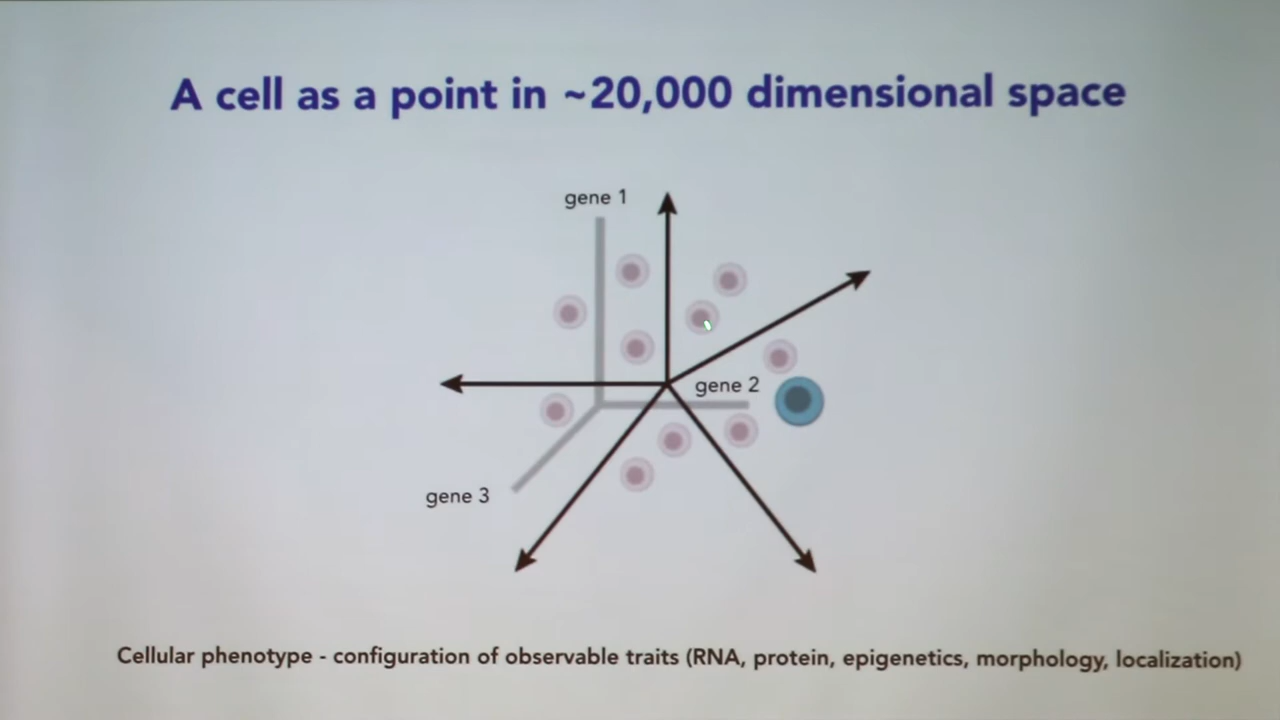 A cell as a point in ~20,000 dimensional space
gene 1
gene 2
gene 3
Cellular phenotype - configuration of observable traits (RNA, protein, epigenetics, morphology, localization)